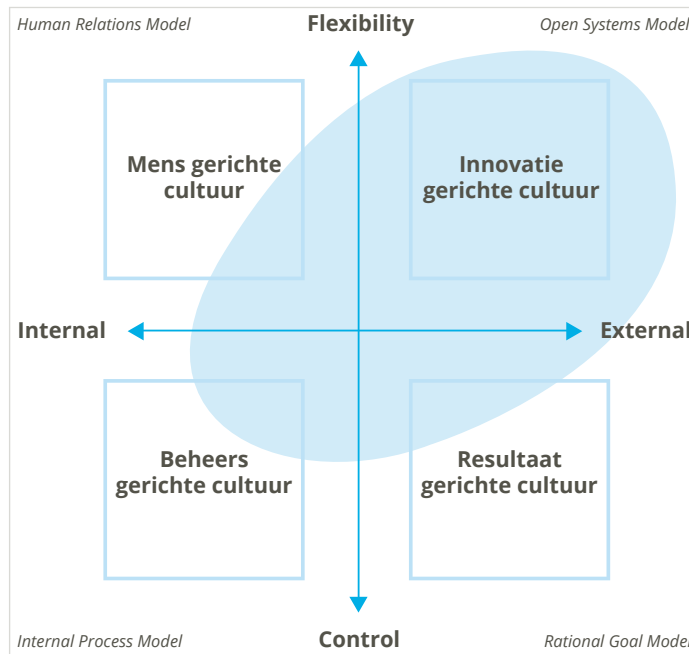 Human Relations Model
Flexibility
Open Systems Model
Mens gerichte
cultuur
Innovatie
gerichte cultuur
Internal
External
Beheers
gerichte cultuur
Resultaat
gerichte cultuur
Internal Process Model
Control
Rational Goal Model